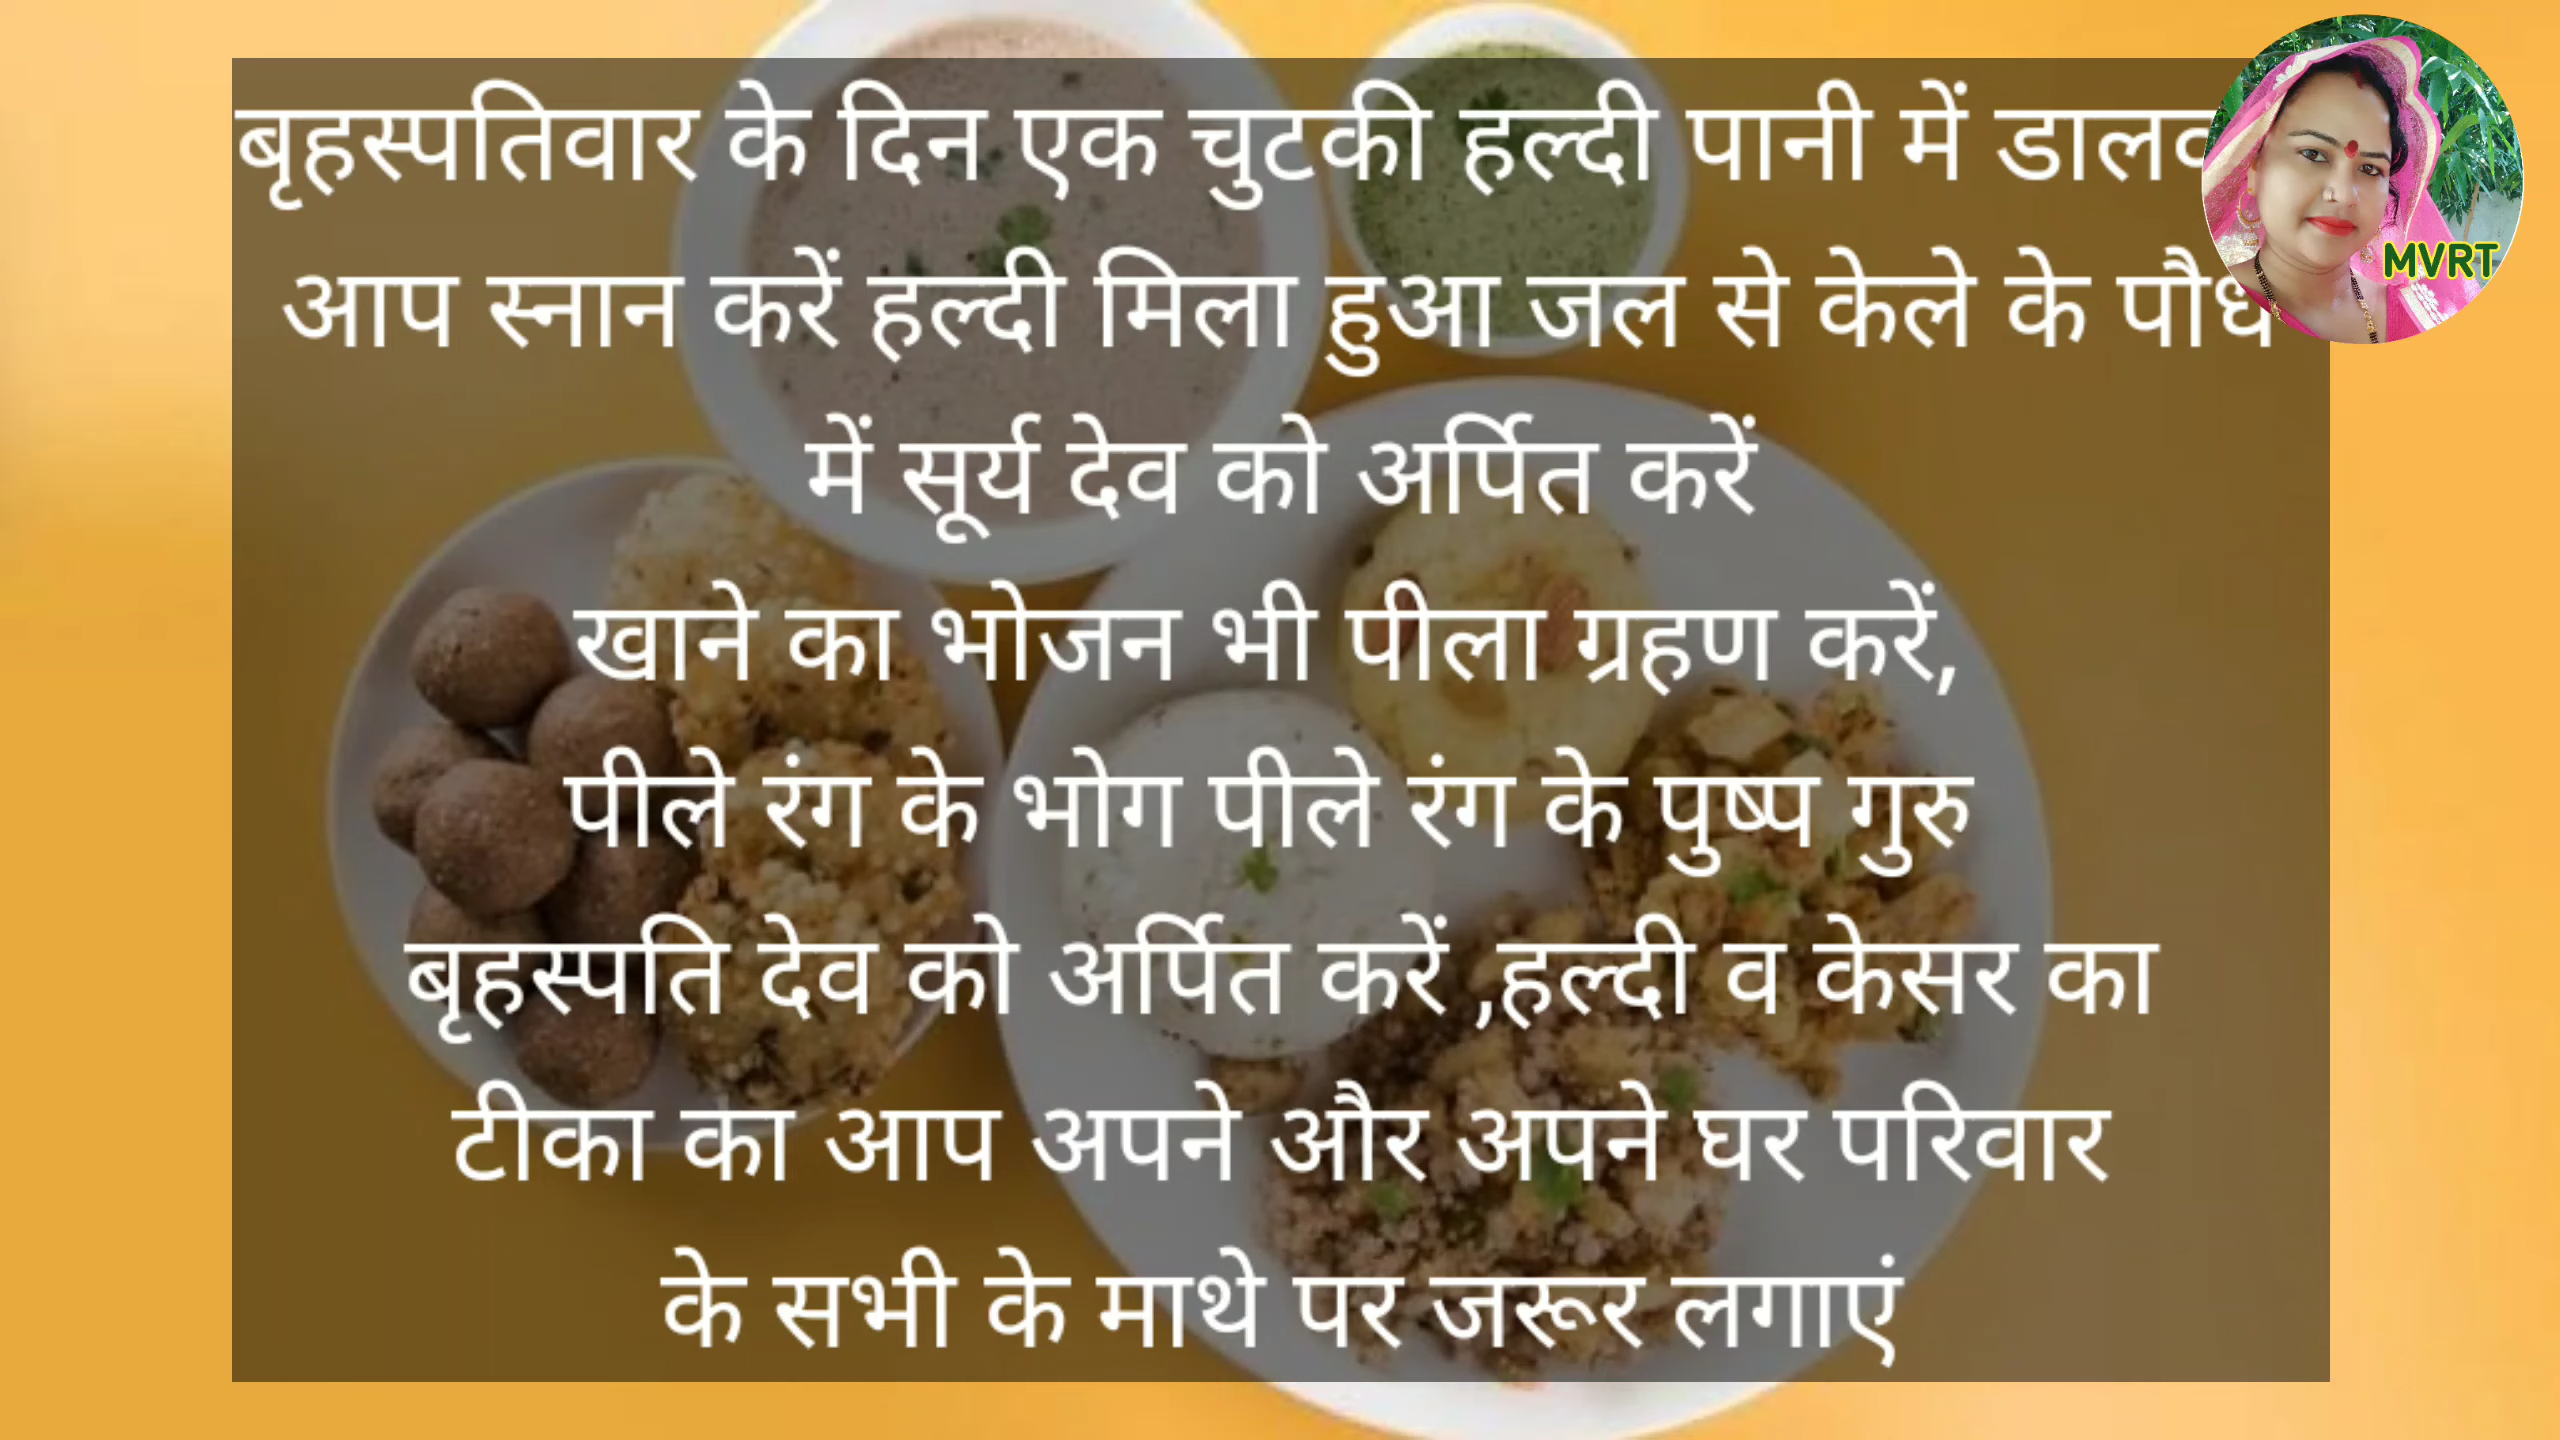 बृहस्पतिवार के दिन एक चुटकी हल्दी पानी में
आप स्नान करें हल्दी मिला हुआ जल से केले के
में सूर्य देव को अर्पित करें
खाने का भोजन भी पीला ग्रहण करें,
पीले रंग के भोग पीले रंग के पुष्प गुरु
बृहस्पति देव को अर्पित करें ,हल्दी व केसर का
टीका का आप अपने और अपने घर परिवार
के सभी के माथे पर जरूर लगाएं
MVRT